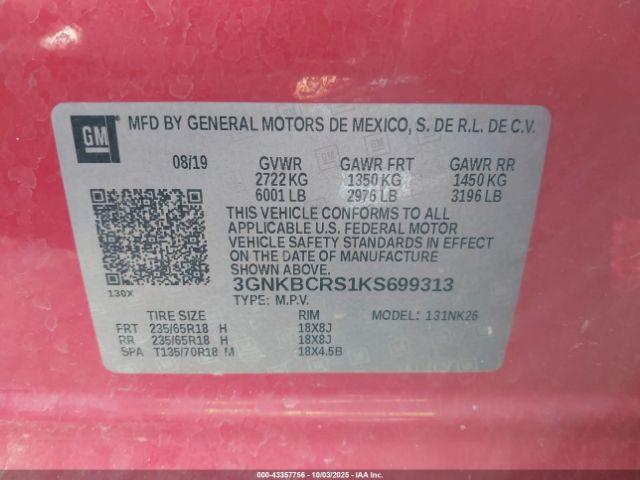 GM MFD BY GENERAL MOTORS DE MEXICO, S. DE R.L. DE C.V.
08/19 GVWR GAWR FRT GAWR RR
2722 KG 1350 KG 1450 KG
6001 LB 2976 LB 3196 LB
THIS VEHICLE CONFORMS TO ALL
APPLICABLE U.S. FEDERAL MOTOR
VEHICLE SAFETY STANDARDS IN EFFECT
ON THE DATE OF MANUFACTURE
SHOWN ABOVE.
3GNKBCRS1KS699313
130X TYPE: M.P.V.
TIRE SIZE RIM MODEL: 131NK26
FRT 235/65R18 H 18X8J
RR 235/65R18 H 18X8J
SPA T135/70R18 M 18X4.5B
000-43357756 - 10/03/2025 - IAAI.COM